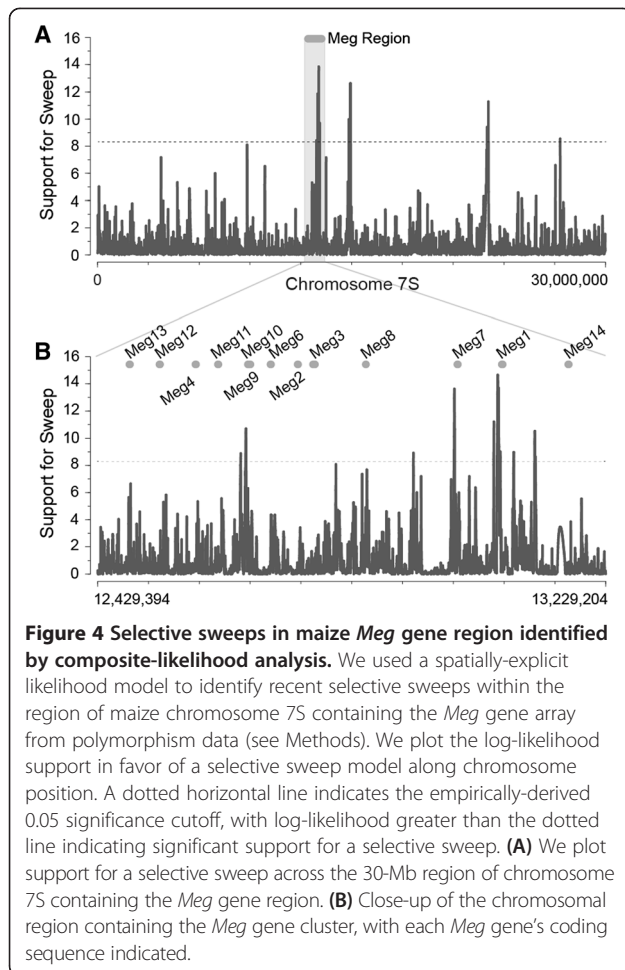 A
Meg Region
Support for Sweep
16
14
12
10
8
6
4
2
0
0
Chromosome 7S
30,000,000
B
Meg13
Meg12
Meg4
Meg11
Meg10
Meg9
Meg6
Meg2
Meg3
Meg8
Meg7
Meg1
Meg14
Support for Sweep
16
14
12
10
8
6
4
2
0
12,429,394
13,229,204
Figure 4 Selective sweeps in maize Meg gene region identified
by composite-likelihood analysis. We used a spatially-explicit
likelihood model to identify recent selective sweeps within the
region of maize chromosome 7S containing the Meg gene array
from polymorphism data (see Methods). We plot the log-likelihood
support in favor of a selective sweep model along chromosome
position. A dotted horizontal line indicates the empirically-derived
0.05 significance cutoff, with log-likelihood greater than the dotted
line indicating significant support for a selective sweep. (A) We plot
support for a selective sweep across the 30-Mb region of chromosome
7S containing the Meg gene region. (B) Close-up of the chromosomal
region containing the Meg gene cluster, with each Meg gene's coding
sequence indicated.